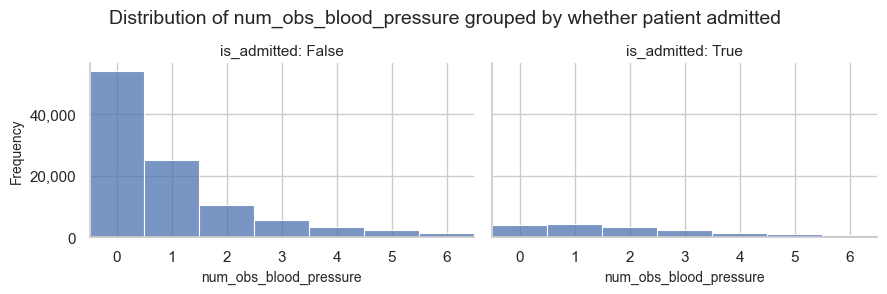 Distribution of num_obs_blood_pressure grouped by whether patient admitted
is_admitted: False
is_admitted: True
Frequency
40,000
20,000
0
0 1 2 3 4 5 6
0 1 2 3 4 5 6
num_obs_blood_pressure
num_obs_blood_pressure